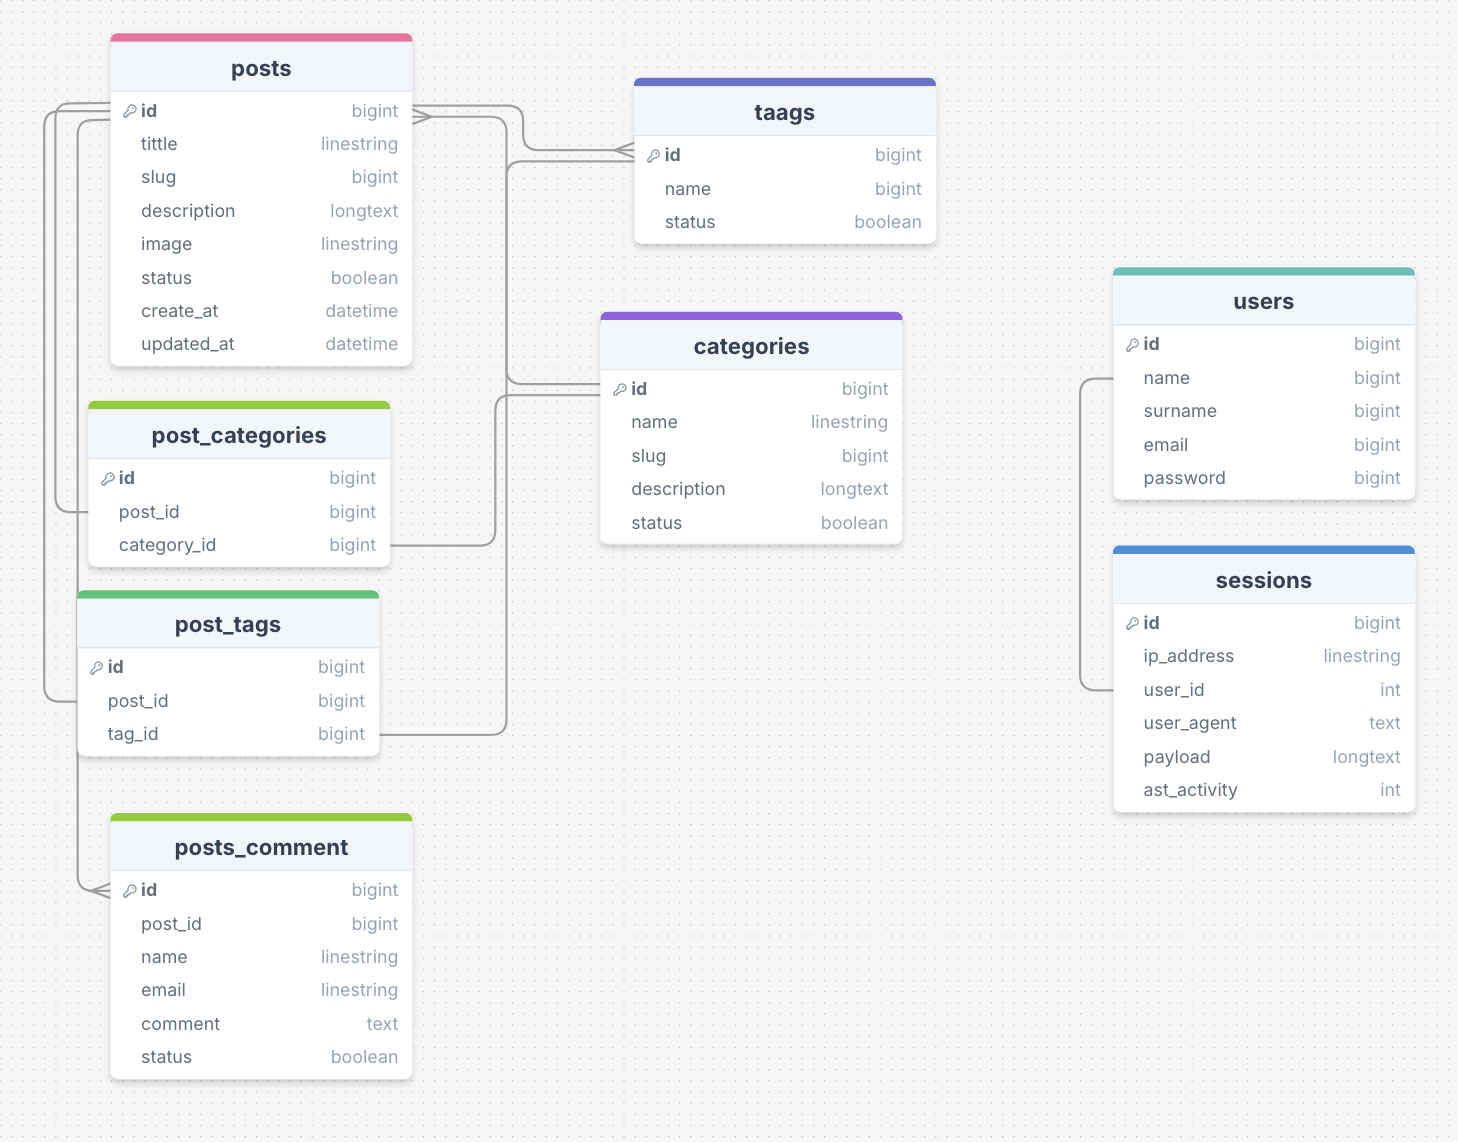 posts
id bigint
tittle linestring
slug bigint
description longtext
image linestring
status boolean
create_at datetime
updated_at datetime
taags
id bigint
name bigint
status boolean
users
id bigint
name bigint
surname bigint
email bigint
password bigint
categories
id bigint
name linestring
slug bigint
description longtext
status boolean
post_categories
id bigint
post_id bigint
category_id bigint
sessions
id bigint
ip_address linestring
user_id int
user_agent text
payload longtext
ast_activity int
post_tags
id bigint
post_id bigint
tag_id bigint
posts_comment
id bigint
post_id bigint
name linestring
email linestring
comment text
status boolean